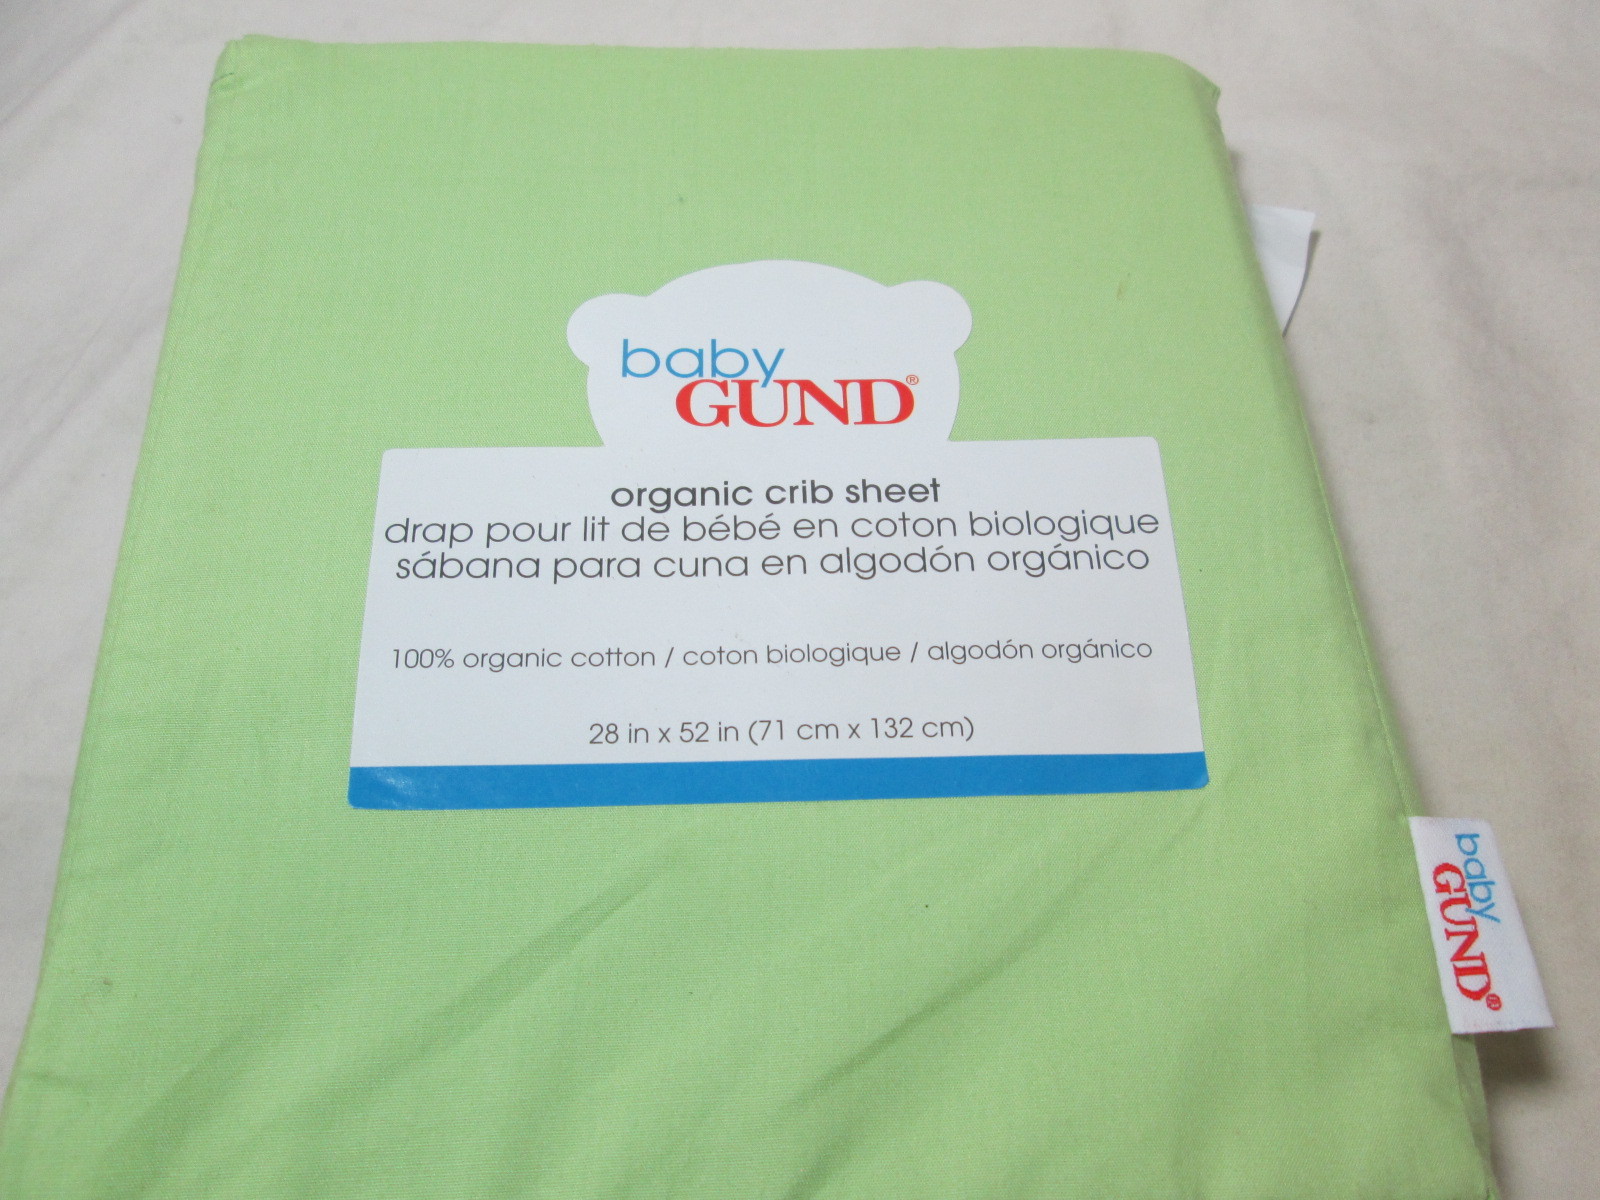 baby
GUND®
organic crib sheet
drap pour lit de bébé en coton biologique
sábana para cuna en algodón orgánico
100% organic cotton / coton biologique / algodón orgánico
28 in x 52 in (71 cm x 132 cm)
baby
GUND®